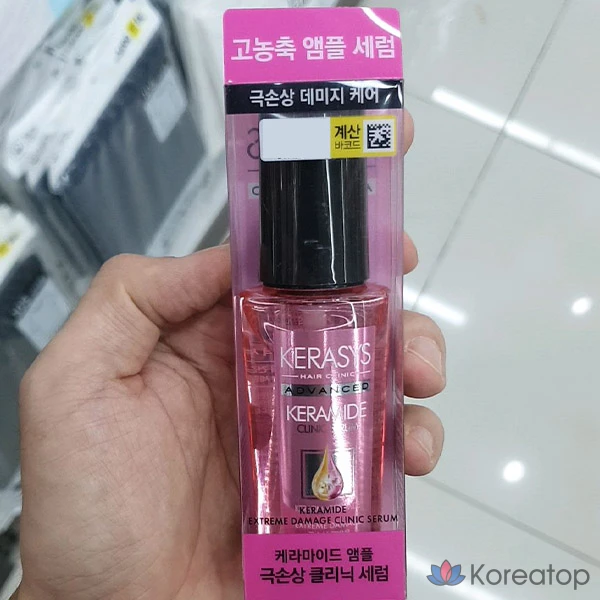 고농축 앰플 세럼
극손상 데미지 케어
계산
바코드
KERASYS
HAIR CLINIC
ADVANCED
KERAMIDE
CLINIC
KERAMIDE
EXTREME DAMAGE CLINIC SERUM
EXTREME
케라마이드 앰플
극손상 클리닉 세럼
Koreatop